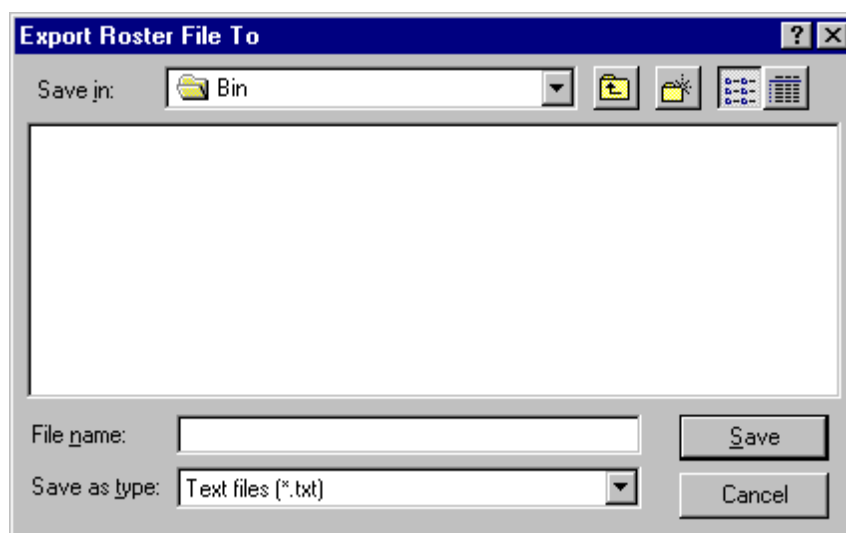 Export Roster File To
Save in: Bin
File name:
Save
Save as type: Text files (*.txt)
Cancel